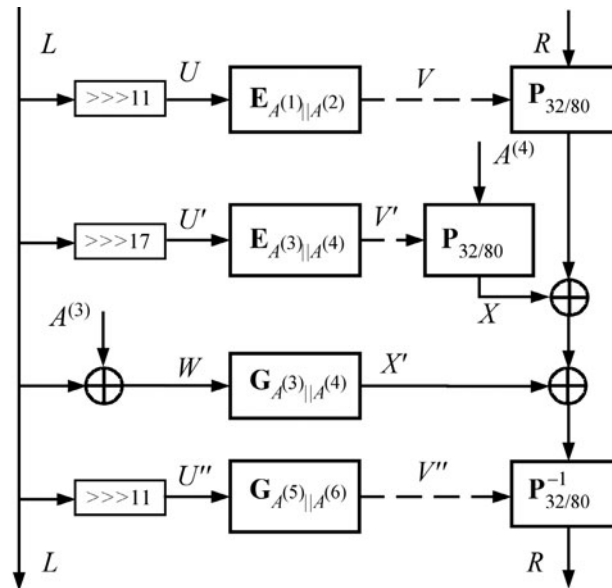 L R
>>>11 U E_{A^{(1)}||A^{(2)}} V P_{32/80}
A^{(4)}
>>>17 U′ E_{A^{(3)}||A^{(4)}} V′ P_{32/80}
X
A^{(3)}
W G_{A^{(3)}||A^{(4)}} X′
>>>11 U″ G_{A^{(5)}||A^{(6)}} V″ P^{−1}_{32/80}
L R